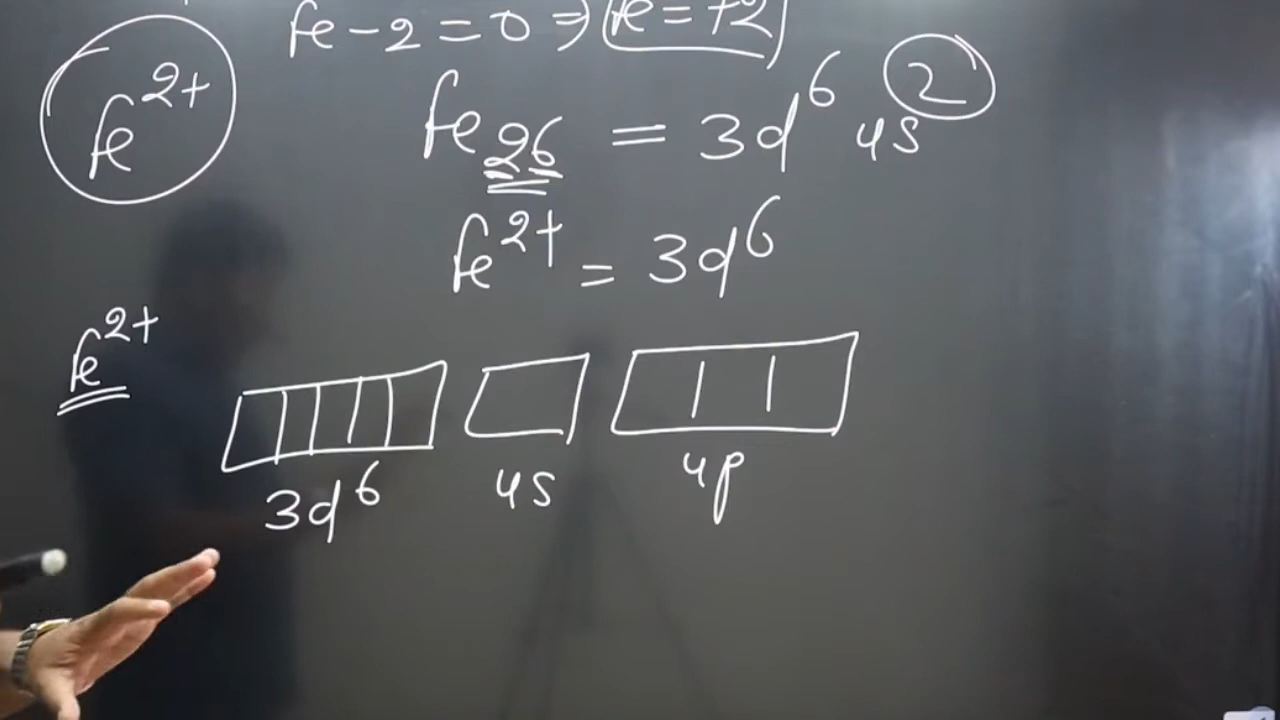 fe - 2 = 0 ⇒ fe = +2
fe²⁺
fe₂₆ = 3d⁶ 4s²
fe²⁺ = 3d⁶
fe²⁺
3d⁶ 4s 4p